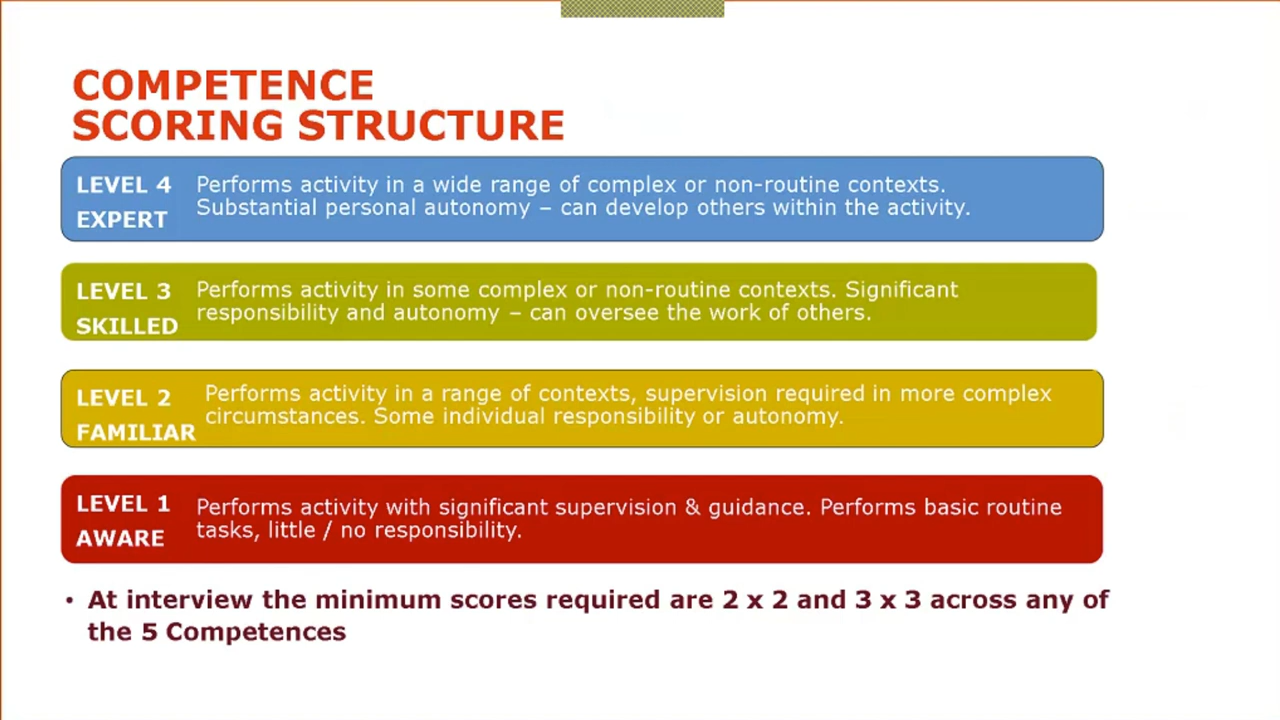 COMPETENCE
SCORING STRUCTURE
LEVEL 4
EXPERT
Performs activity in a wide range of complex or non-routine contexts.
Substantial personal autonomy – can develop others within the activity.
LEVEL 3
SKILLED
Performs activity in some complex or non-routine contexts. Significant
responsibility and autonomy – can oversee the work of others.
LEVEL 2
FAMILIAR
Performs activity in a range of contexts, supervision required in more complex
circumstances. Some individual responsibility or autonomy.
LEVEL 1
AWARE
Performs activity with significant supervision & guidance. Performs basic routine
tasks, little / no responsibility.
• At interview the minimum scores required are 2 x 2 and 3 x 3 across any of
the 5 Competences